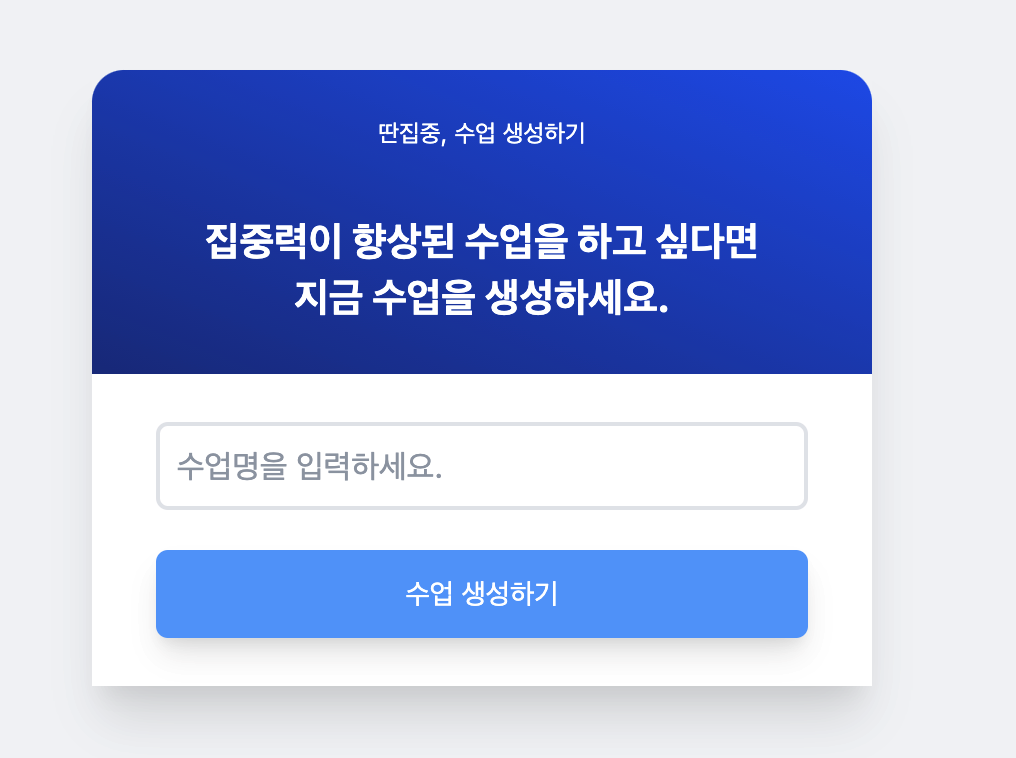 딴집중, 수업 생성하기
집중력이 향상된 수업을 하고 싶다면
지금 수업을 생성하세요.
수업명을 입력하세요.
수업 생성하기